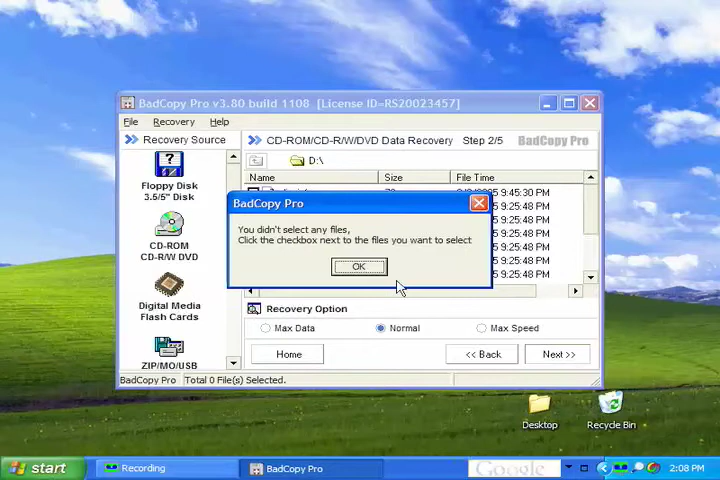 BadCopy Pro v3.80 build 1108 [License ID=RS20023457]
File Recovery Help
Recovery Source
CD-ROM/CD-R/W/DVD Data Recovery Step 2/5 BadCopy Pro
D:\
Name Size File Time
9:45:30 PM
5 9:25:48 PM
5 9:25:48 PM
5 9:25:48 PM
5 9:25:48 PM
5 9:25:48 PM
5 9:25:48 PM
Floppy Disk
3.5/5" Disk
CD-ROM
CD-R/W DVD
Digital Media
Flash Cards
ZIP/MO/USB
BadCopy Pro
You didn't select any files,
Click the checkbox next to the files you want to select
OK
Recovery Option
Max Data Normal Max Speed
Home << Back Next >>
BadCopy Pro Total 0 File(s) Selected.
Desktop Recycle Bin
start Recording BadCopy Pro Google 2:08 PM